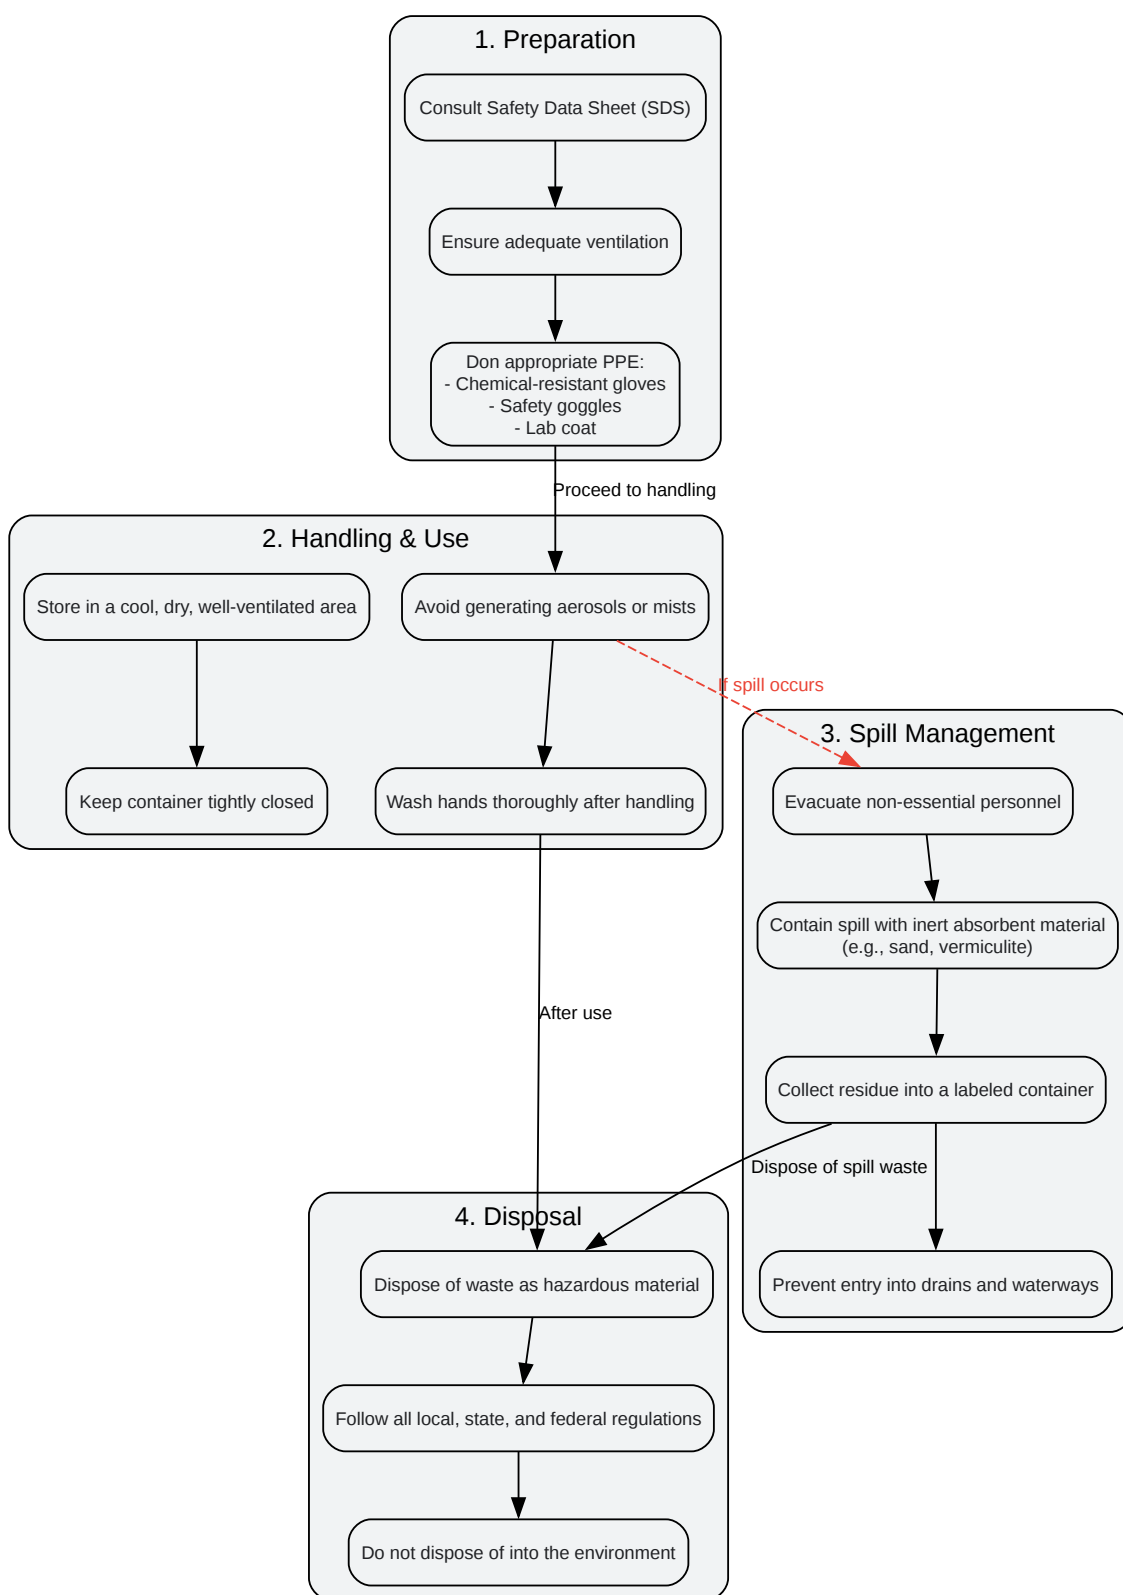 1. Preparation
Consult Safety Data Sheet (SDS)
Ensure adequate ventilation
Don appropriate PPE:
- Chemical-resistant gloves
- Safety goggles
- Lab coat
Proceed to handling
2. Handling & Use
Store in a cool, dry, well-ventilated area
Avoid generating aerosols or mists
If spill occurs
Keep container tightly closed
Wash hands thoroughly after handling
3. Spill Management
Evacuate non-essential personnel
Contain spill with inert absorbent material
(e.g., sand, vermiculite)
After use
Collect residue into a labeled container
Dispose of spill waste
4. Disposal
Dispose of waste as hazardous material
Prevent entry into drains and waterways
Follow all local, state, and federal regulations
Do not dispose of into the environment